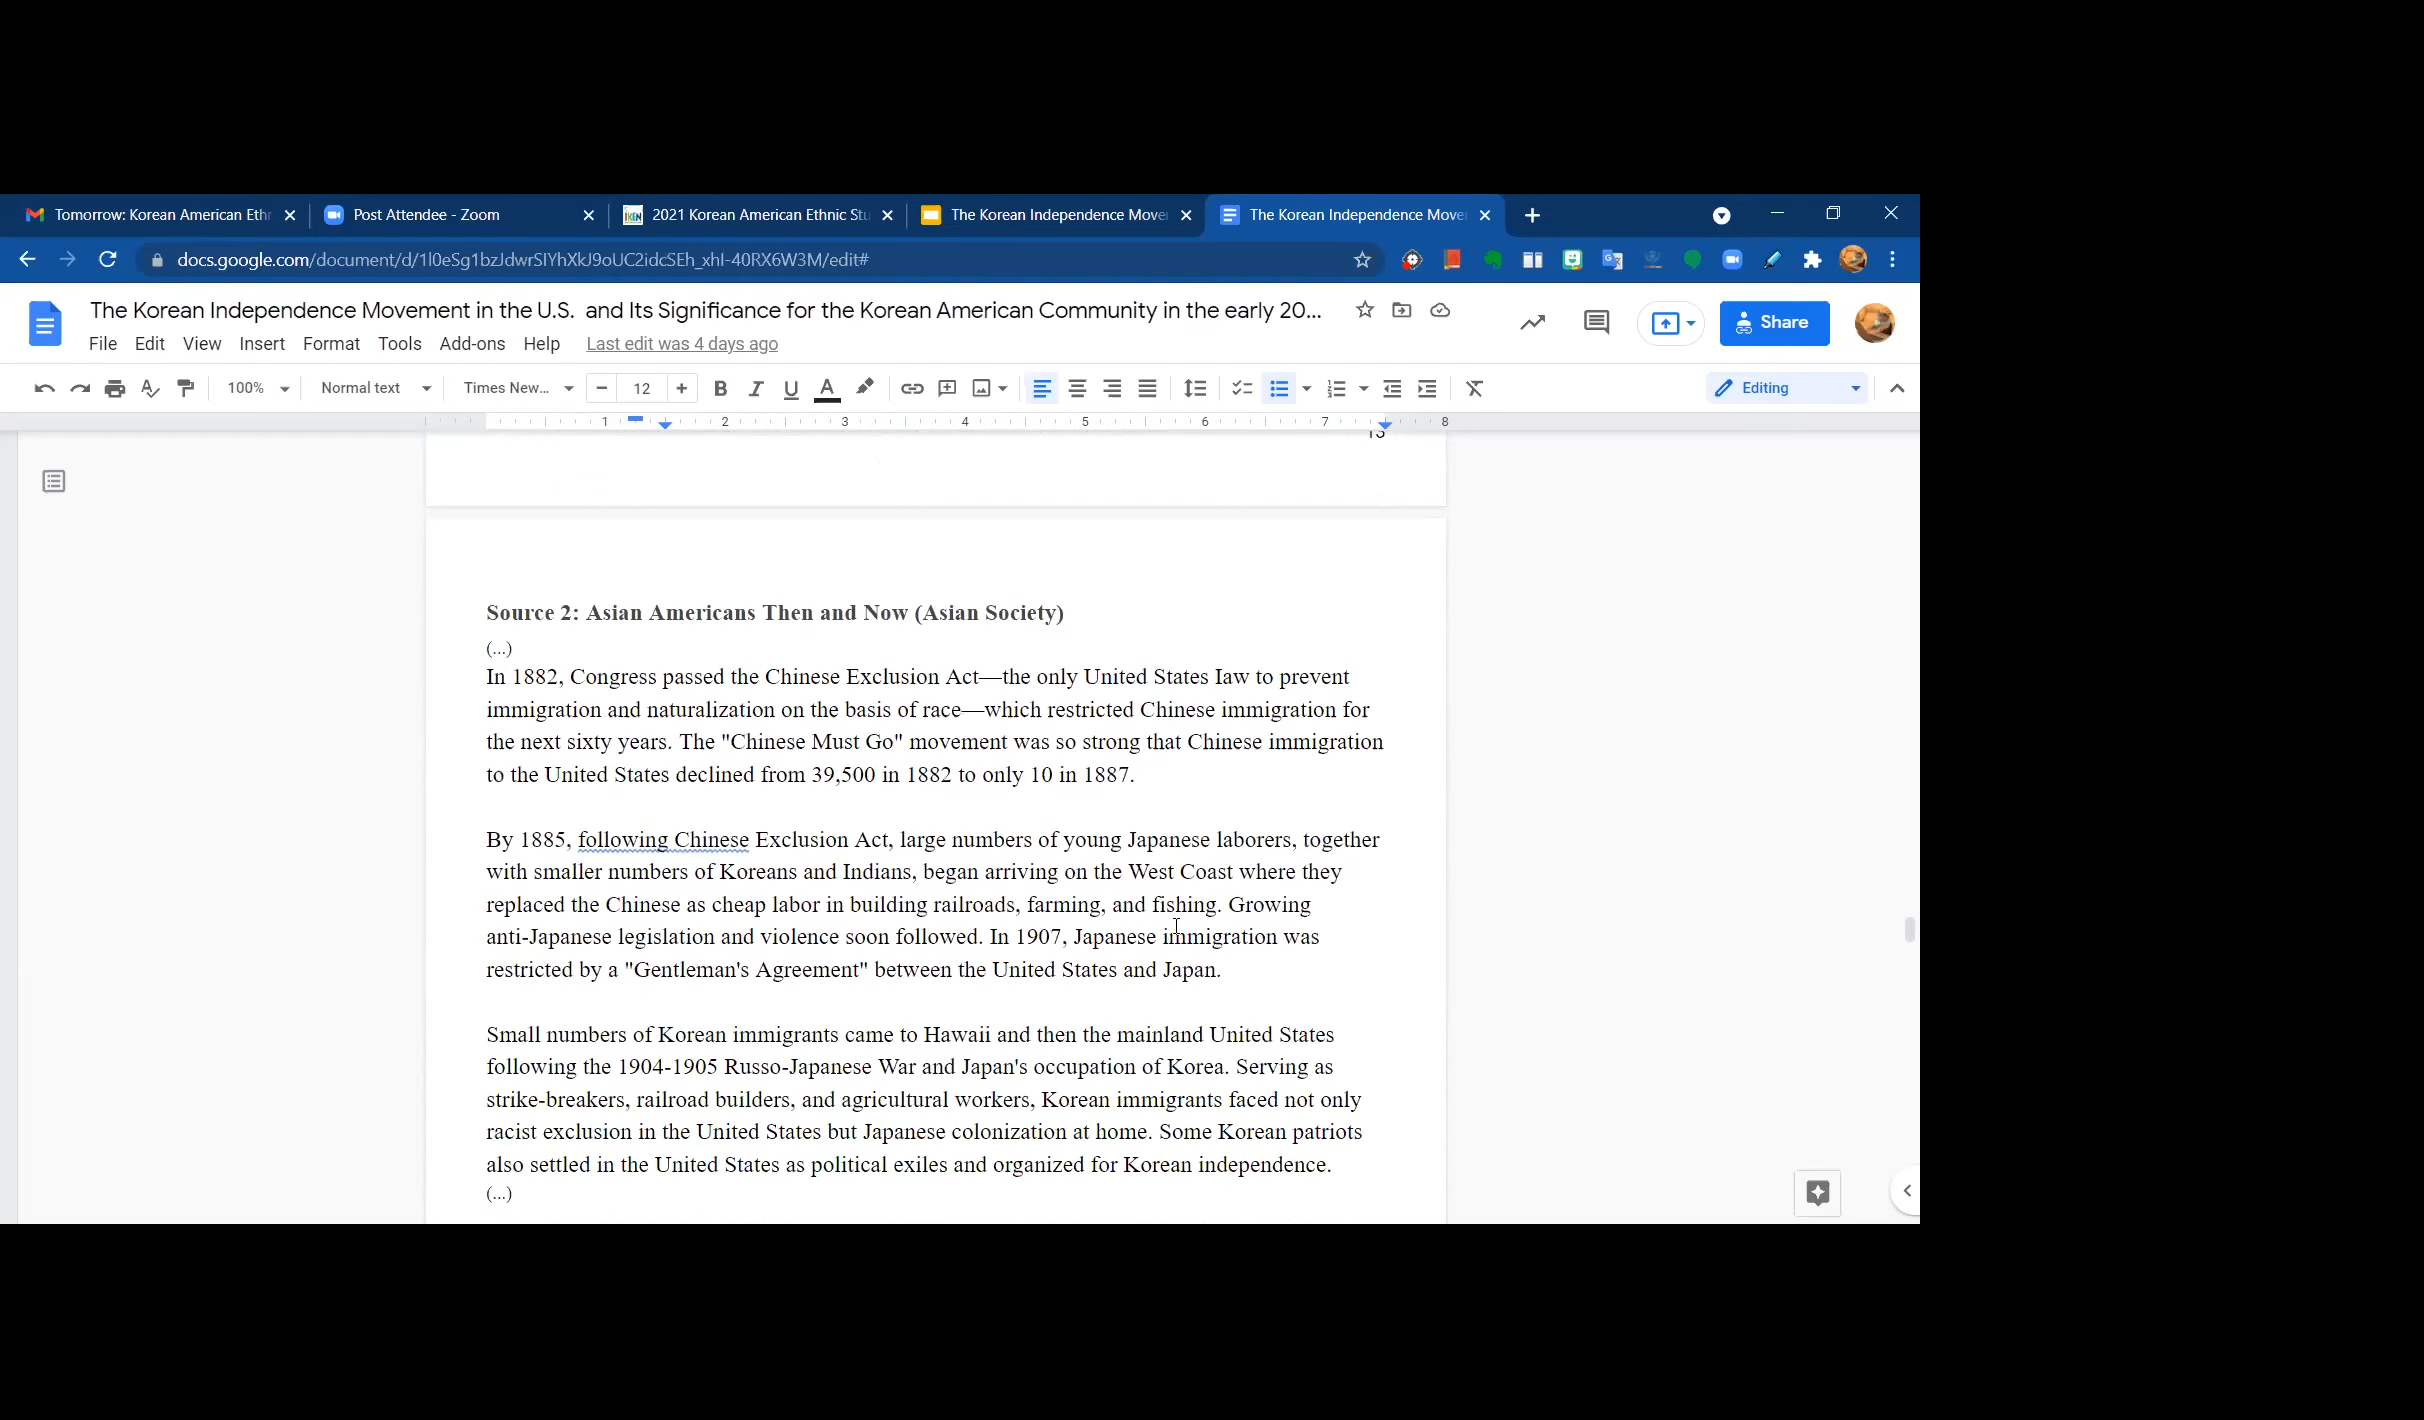 Tomorrow: Korean American Eth
Post Attendee - Zoom
2021 Korean American Ethnic Stu
The Korean Independence Move
The Korean Independence Move
docs.google.com/document/d/1l0eSg1bzJdwrSIYhXkJ9oUC2idcSEh_xhI-40RX6W3M/edit#
The Korean Independence Movement in the U.S. and Its Significance for the Korean American Community in the early 20...
Share
File Edit View Insert Format Tools Add-ons Help Last edit was 4 days ago
100% Normal text Times New... 12 Editing
1 2 3 4 5 6 7 8
13
Source 2: Asian Americans Then and Now (Asian Society)
(...)
In 1882, Congress passed the Chinese Exclusion Act—the only United States Iaw to prevent
immigration and naturalization on the basis of race—which restricted Chinese immigration for
the next sixty years. The "Chinese Must Go" movement was so strong that Chinese immigration
to the United States declined from 39,500 in 1882 to only 10 in 1887.
By 1885, following Chinese Exclusion Act, large numbers of young Japanese laborers, together
with smaller numbers of Koreans and Indians, began arriving on the West Coast where they
replaced the Chinese as cheap labor in building railroads, farming, and fishing. Growing
anti-Japanese legislation and violence soon followed. In 1907, Japanese immigration was
restricted by a "Gentleman's Agreement" between the United States and Japan.
Small numbers of Korean immigrants came to Hawaii and then the mainland United States
following the 1904-1905 Russo-Japanese War and Japan's occupation of Korea. Serving as
strike-breakers, railroad builders, and agricultural workers, Korean immigrants faced not only
racist exclusion in the United States but Japanese colonization at home. Some Korean patriots
also settled in the United States as political exiles and organized for Korean independence.
(...)